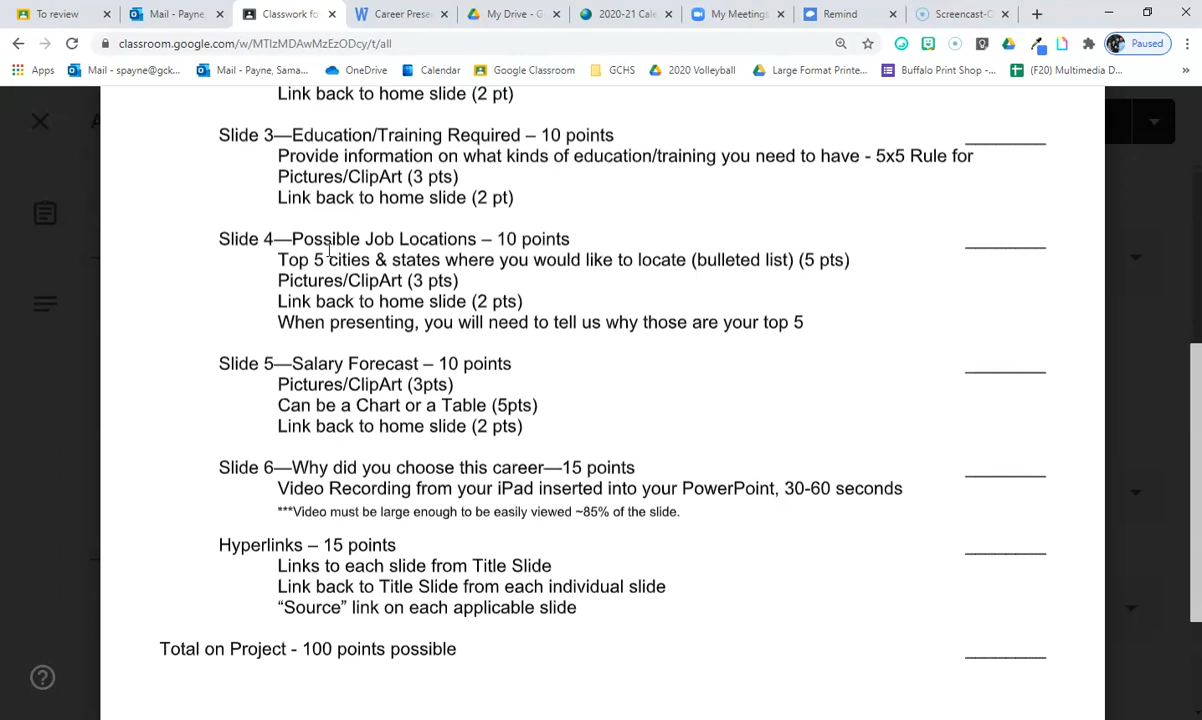 To review
Mail - Payne,
Classwork fo
Career Prese
My Drive - G
2020-21 Cale
My Meetings
Remind
Screencast-O
classroom.google.com/w/MTIzMDAwMzEzODcy/t/all
Paused
Apps
Mail - spayne@gck...
Mail - Payne, Sama...
OneDrive
Calendar
Google Classroom
GCHS
2020 Volleyball
Large Format Printe...
Buffalo Print Shop -...
(F20) Multimedia D...
»
Link back to home slide (2 pt)
Slide 3—Education/Training Required – 10 points ________
Provide information on what kinds of education/training you need to have - 5x5 Rule for
Pictures/ClipArt (3 pts)
Link back to home slide (2 pt)
Slide 4—Possible Job Locations – 10 points ________
Top 5 cities & states where you would like to locate (bulleted list) (5 pts)
Pictures/ClipArt (3 pts)
Link back to home slide (2 pts)
When presenting, you will need to tell us why those are your top 5
Slide 5—Salary Forecast – 10 points ________
Pictures/ClipArt (3pts)
Can be a Chart or a Table (5pts)
Link back to home slide (2 pts)
Slide 6—Why did you choose this career—15 points ________
Video Recording from your iPad inserted into your PowerPoint, 30-60 seconds
***Video must be large enough to be easily viewed ~85% of the slide.
Hyperlinks – 15 points ________
Links to each slide from Title Slide
Link back to Title Slide from each individual slide
“Source” link on each applicable slide
Total on Project - 100 points possible ________